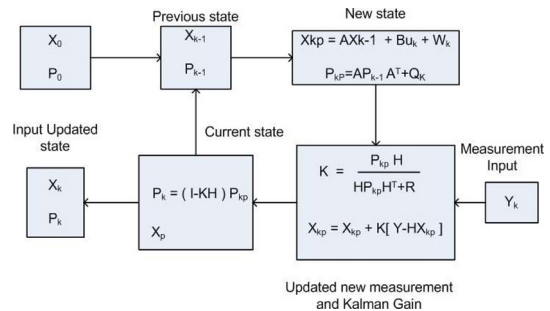 Previous state
New state
X0
P0
Xk-1
Pk-1
Xkp = AXk-1 + Buk + Wk
PkP=APk-1 A^T+QK
Input Updated
state
Current state
Measurement
Input
Xk
Pk
Pk = ( I-KH ) Pkp
Xp
K = Pkp H
HPkpH^T+R
Xkp = Xkp + K[ Y-HXkp ]
Yk
Updated new measurement
and Kalman Gain